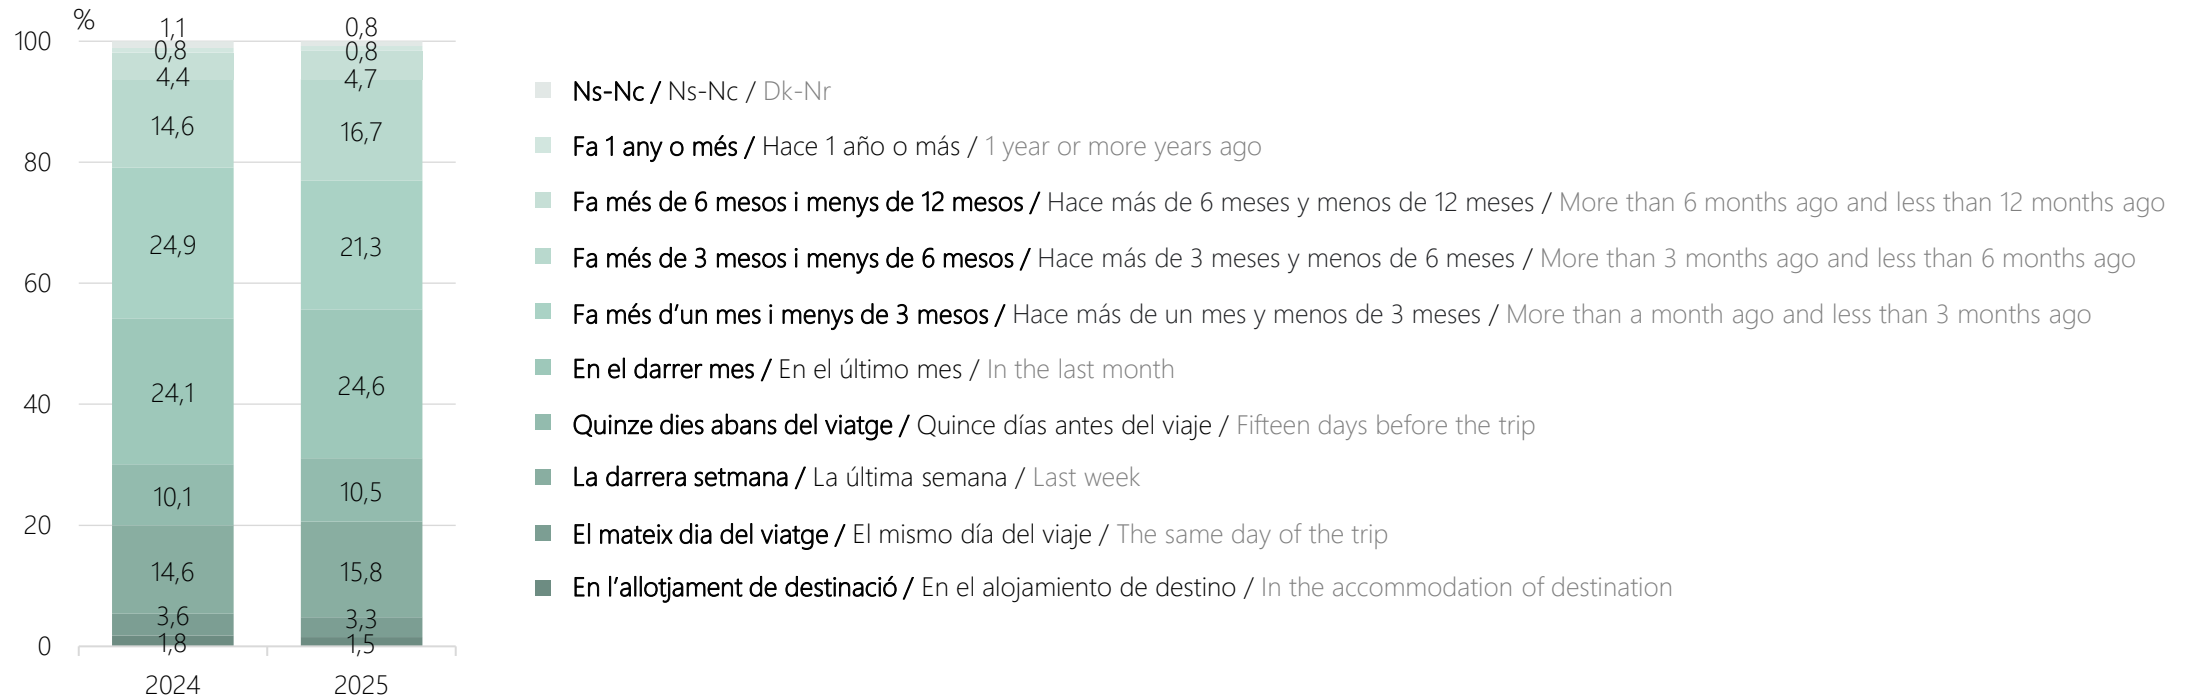 %
100
80
60
40
20
0
1,1
0,8
4,4
14,6
24,9
24,1
10,1
14,6
3,6
1,8
2024
0,8
0,8
4,7
16,7
21,3
24,6
10,5
15,8
3,3
1,5
2025
Ns-Nc / Ns-Nc / Dk-Nr
Fa 1 any o més / Hace 1 año o más / 1 year or more years ago
Fa més de 6 mesos i menys de 12 mesos / Hace más de 6 meses y menos de 12 meses / More than 6 months ago and less than 12 months ago
Fa més de 3 mesos i menys de 6 mesos / Hace más de 3 meses y menos de 6 meses / More than 3 months ago and less than 6 months ago
Fa més d’un mes i menys de 3 mesos / Hace más de un mes y menos de 3 meses / More than a month ago and less than 3 months ago
En el darrer mes / En el último mes / In the last month
Quinze dies abans del viatge / Quince días antes del viaje / Fifteen days before the trip
La darrera setmana / La última semana / Last week
El mateix dia del viatge / El mismo día del viaje / The same day of the trip
En l’allotjament de destinació / En el alojamiento de destino / In the accommodation of destination